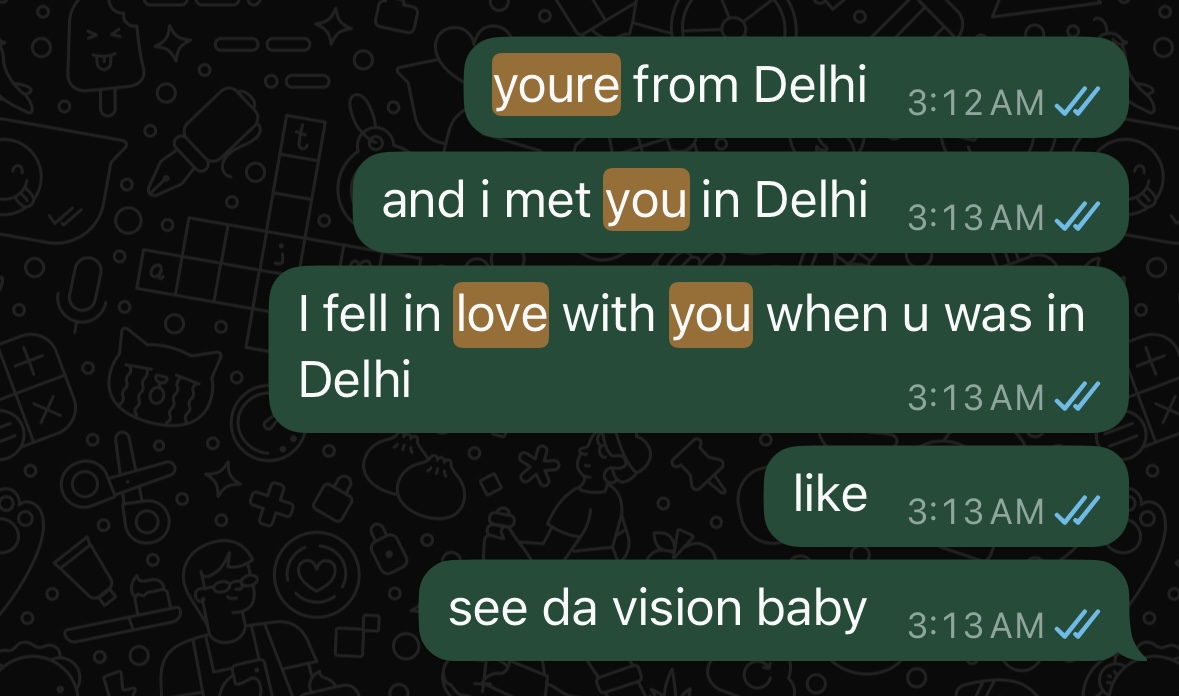 youre from Delhi 3:12 AM
and i met you in Delhi 3:13 AM
I fell in love with you when u was in
Delhi 3:13 AM
like 3:13 AM
see da vision baby 3:13 AM